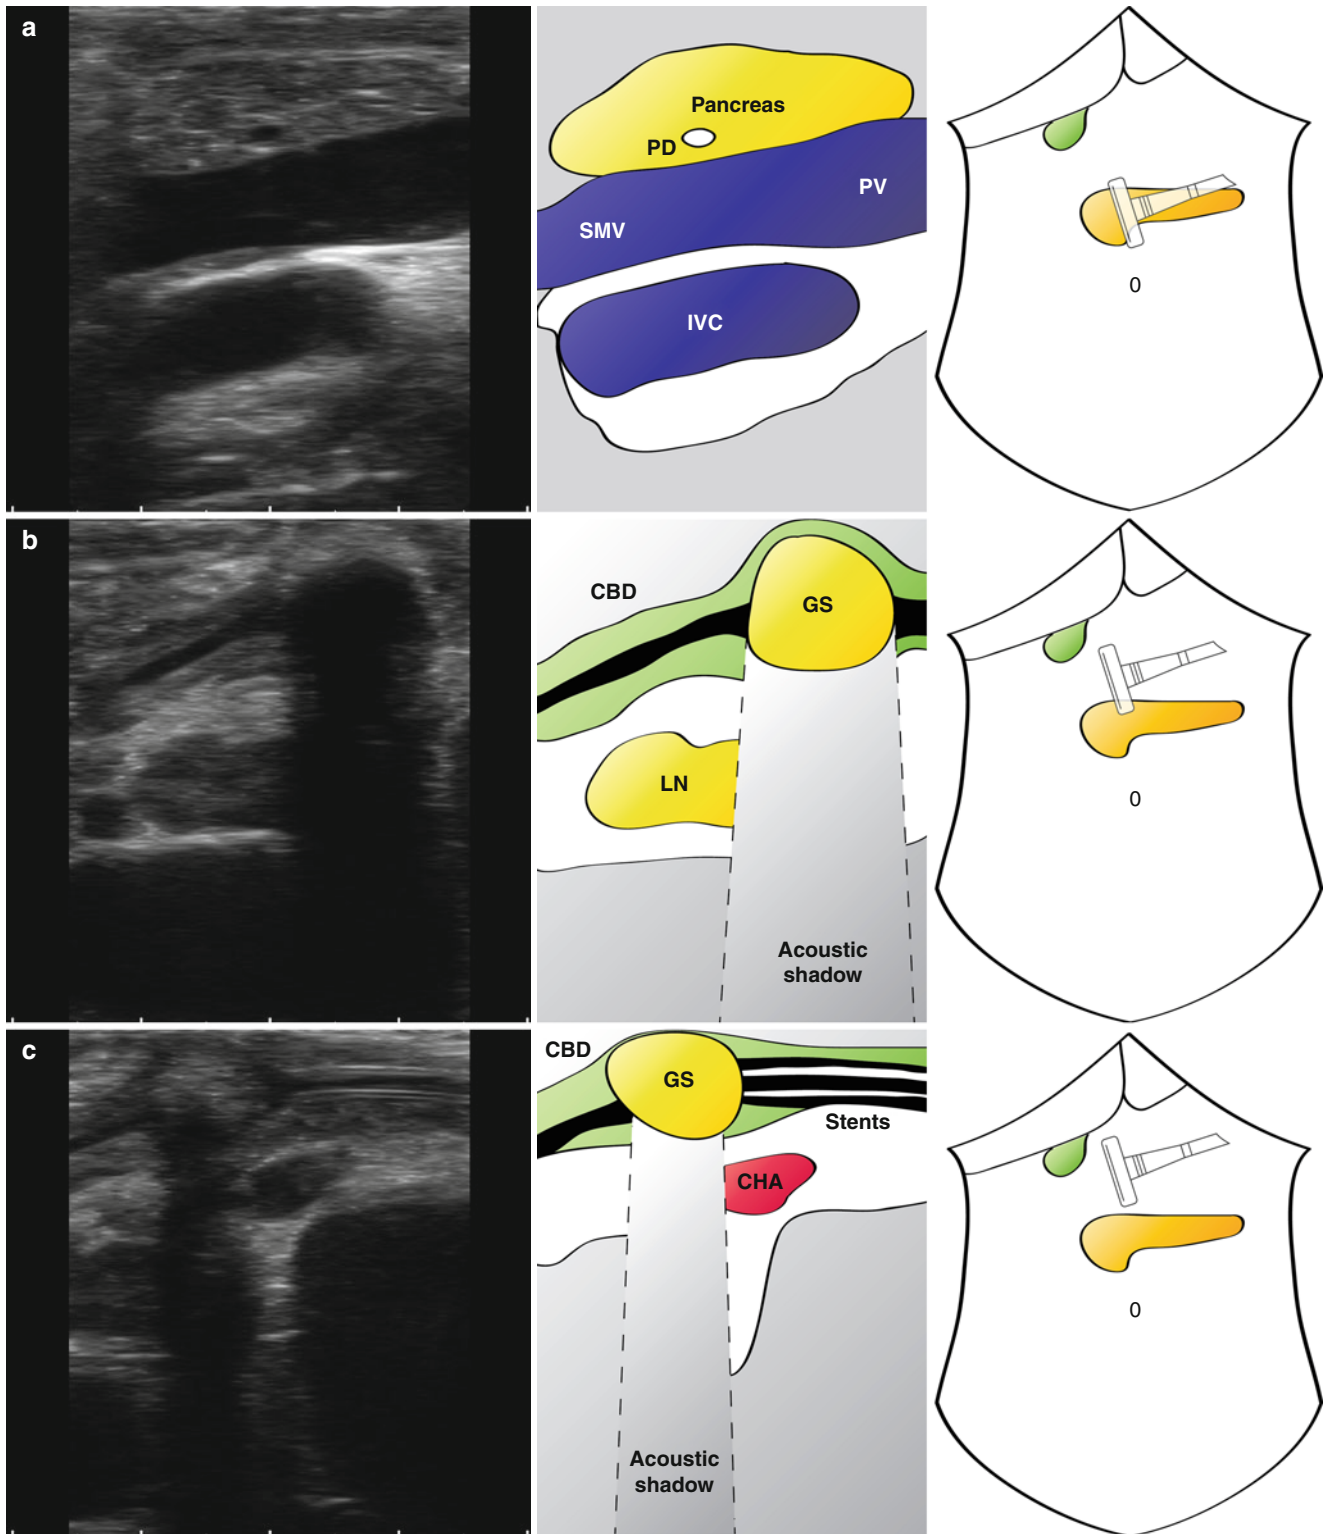 a
Pancreas
PD
PV
SMV
IVC
0
b
CBD
GS
LN
Acoustic
shadow
0
c
CBD
GS
Stents
CHA
Acoustic
shadow
0